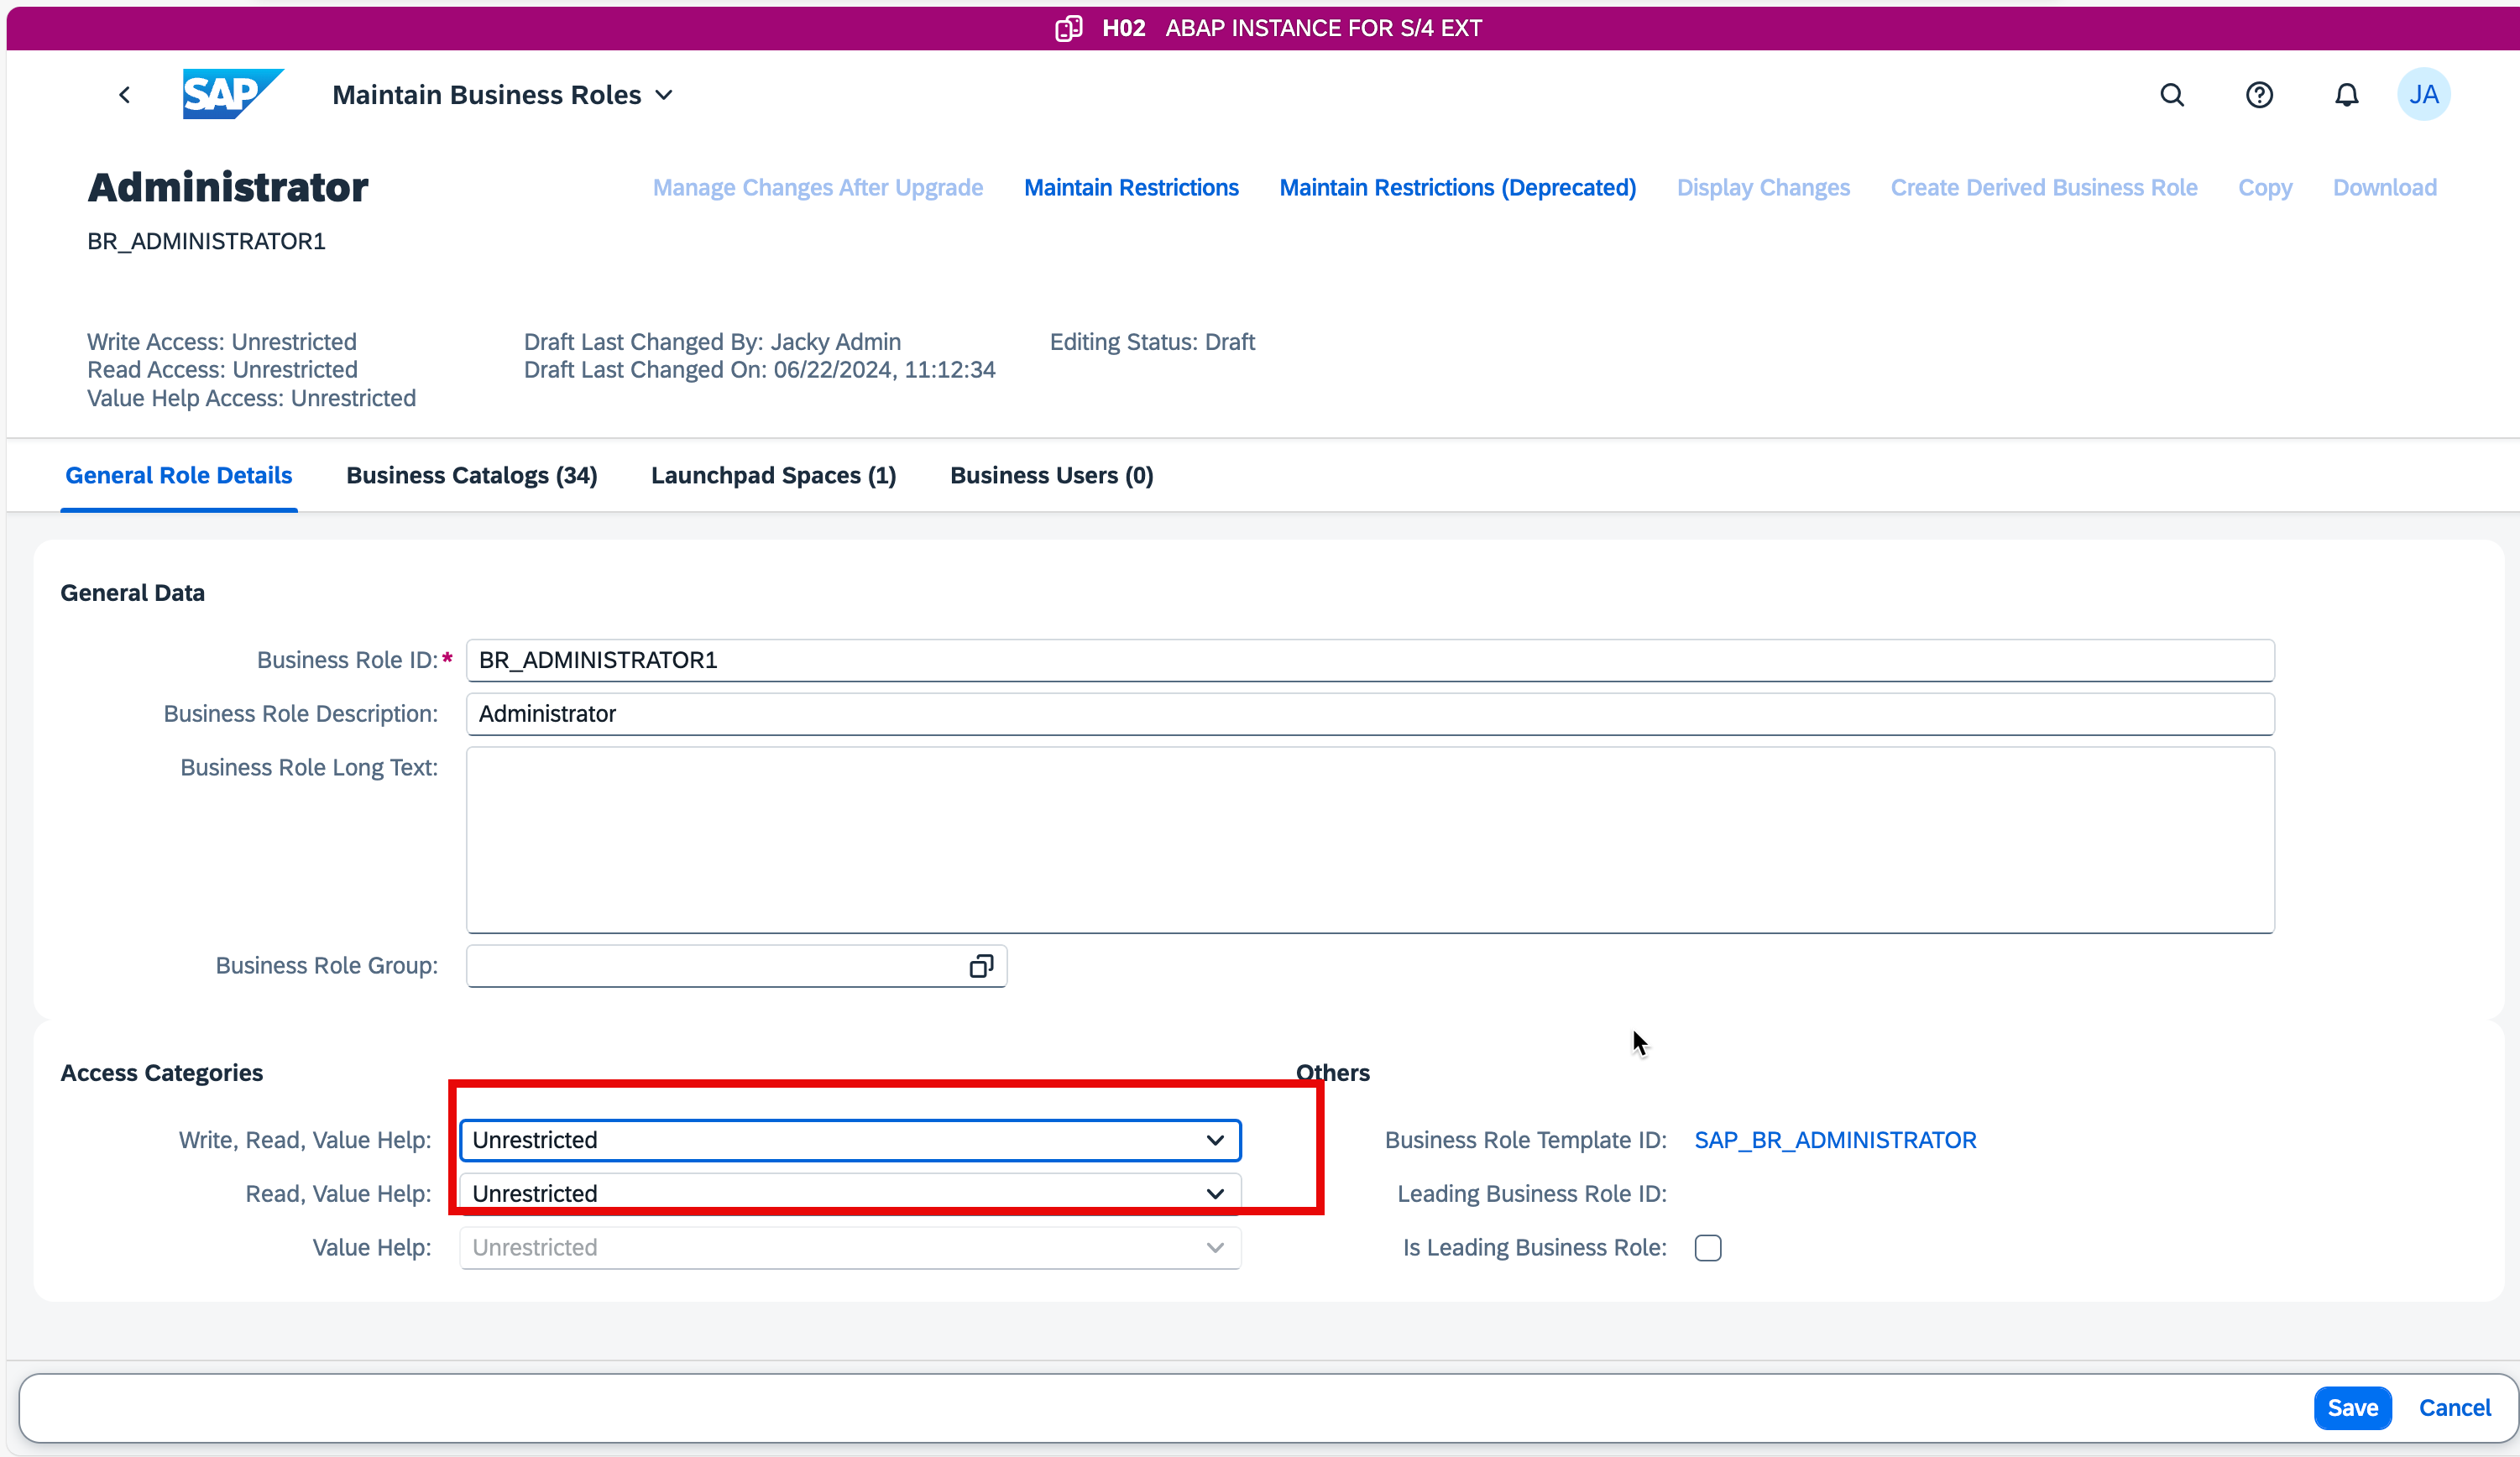 H02 ABAP INSTANCE FOR S/4 EXT
SAP Maintain Business Roles JA
Administrator Manage Changes After Upgrade Maintain Restrictions Maintain Restrictions (Deprecated) Display Changes Create Derived Business Role Copy Download
BR_ADMINISTRATOR1
Write Access: Unrestricted Draft Last Changed By: Jacky Admin Editing Status: Draft
Read Access: Unrestricted Draft Last Changed On: 06/22/2024, 11:12:34
Value Help Access: Unrestricted
General Role Details Business Catalogs (34) Launchpad Spaces (1) Business Users (0)
General Data
Business Role ID:* BR_ADMINISTRATOR1
Business Role Description: Administrator
Business Role Long Text:
Business Role Group:
Access Categories Others
Write, Read, Value Help: Unrestricted Business Role Template ID: SAP_BR_ADMINISTRATOR
Read, Value Help: Unrestricted Leading Business Role ID:
Value Help: Unrestricted Is Leading Business Role:
Save Cancel